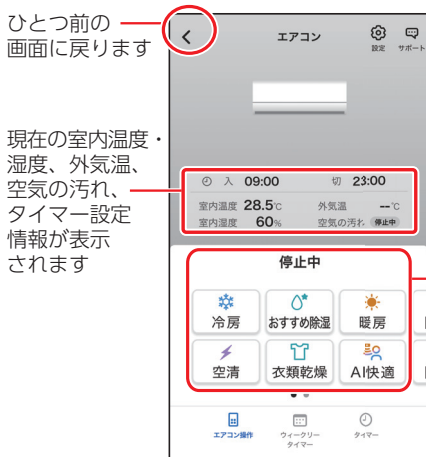 ひとつ前の
画面に戻ります
エアコン
設定
サポート
現在の室内温度・
湿度、外気温、
空気の汚れ、
タイマー設定
情報が表示
されます
入 09:00 切 23:00
室内温度 28.5℃ 外気温 --℃
室内湿度 60% 空気の汚れ 停止中
停止中
冷房 おすすめ除湿 暖房
空清 衣類乾燥 AI快適
エアコン操作
ウィークリー
タイマー
タイマー